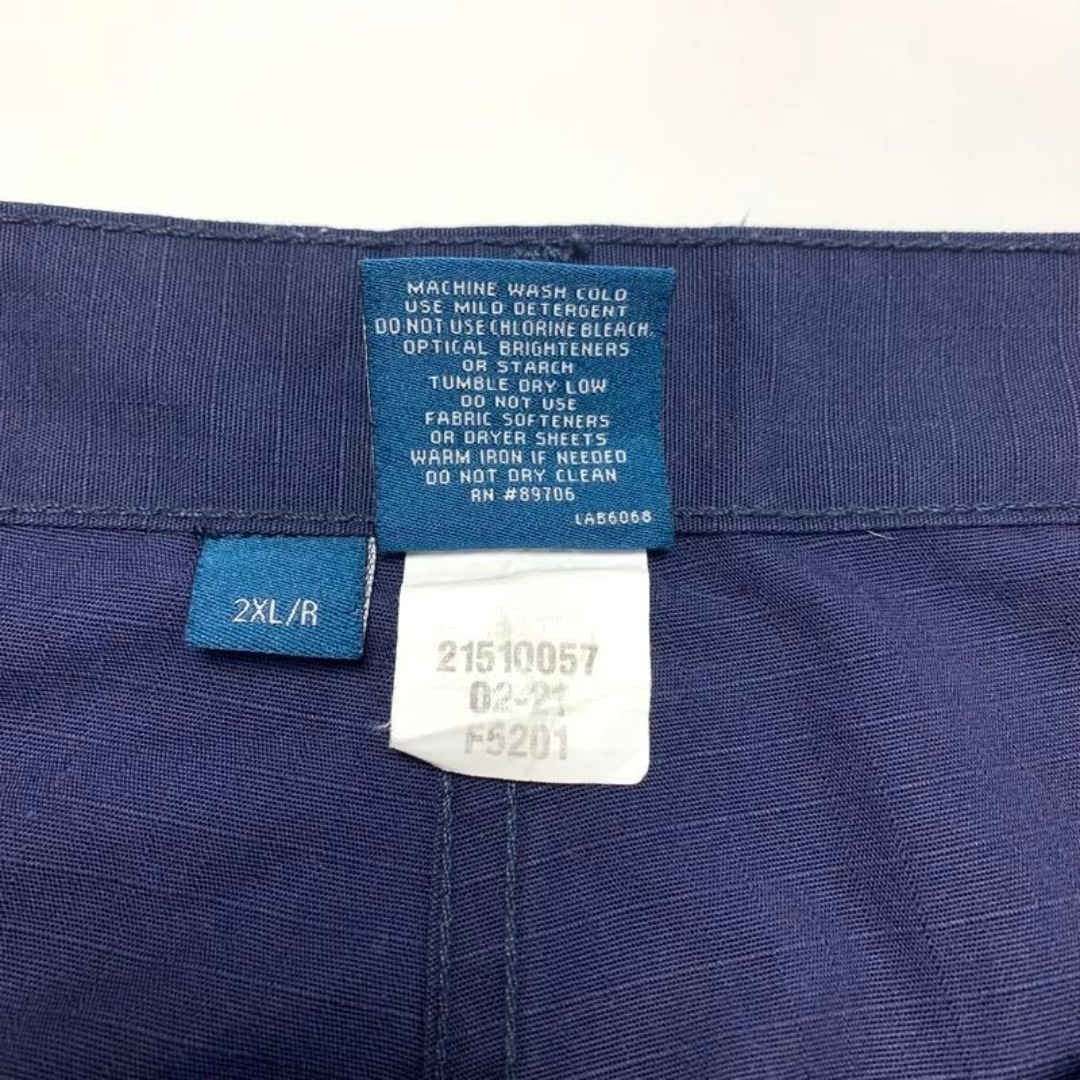 MACHINE WASH COLD
USE MILD DETERGENT
DO NOT USE CHLORINE BLEACH,
OPTICAL BRIGHTENERS
OR STARCH
TUMBLE DRY LOW
DO NOT USE
FABRIC SOFTENERS
OR DRYER SHEETS
WARM IRON IF NEEDED
DO NOT DRY CLEAN
RN #89706
LAB6068
2XL/R
21510057
02-21
F5201